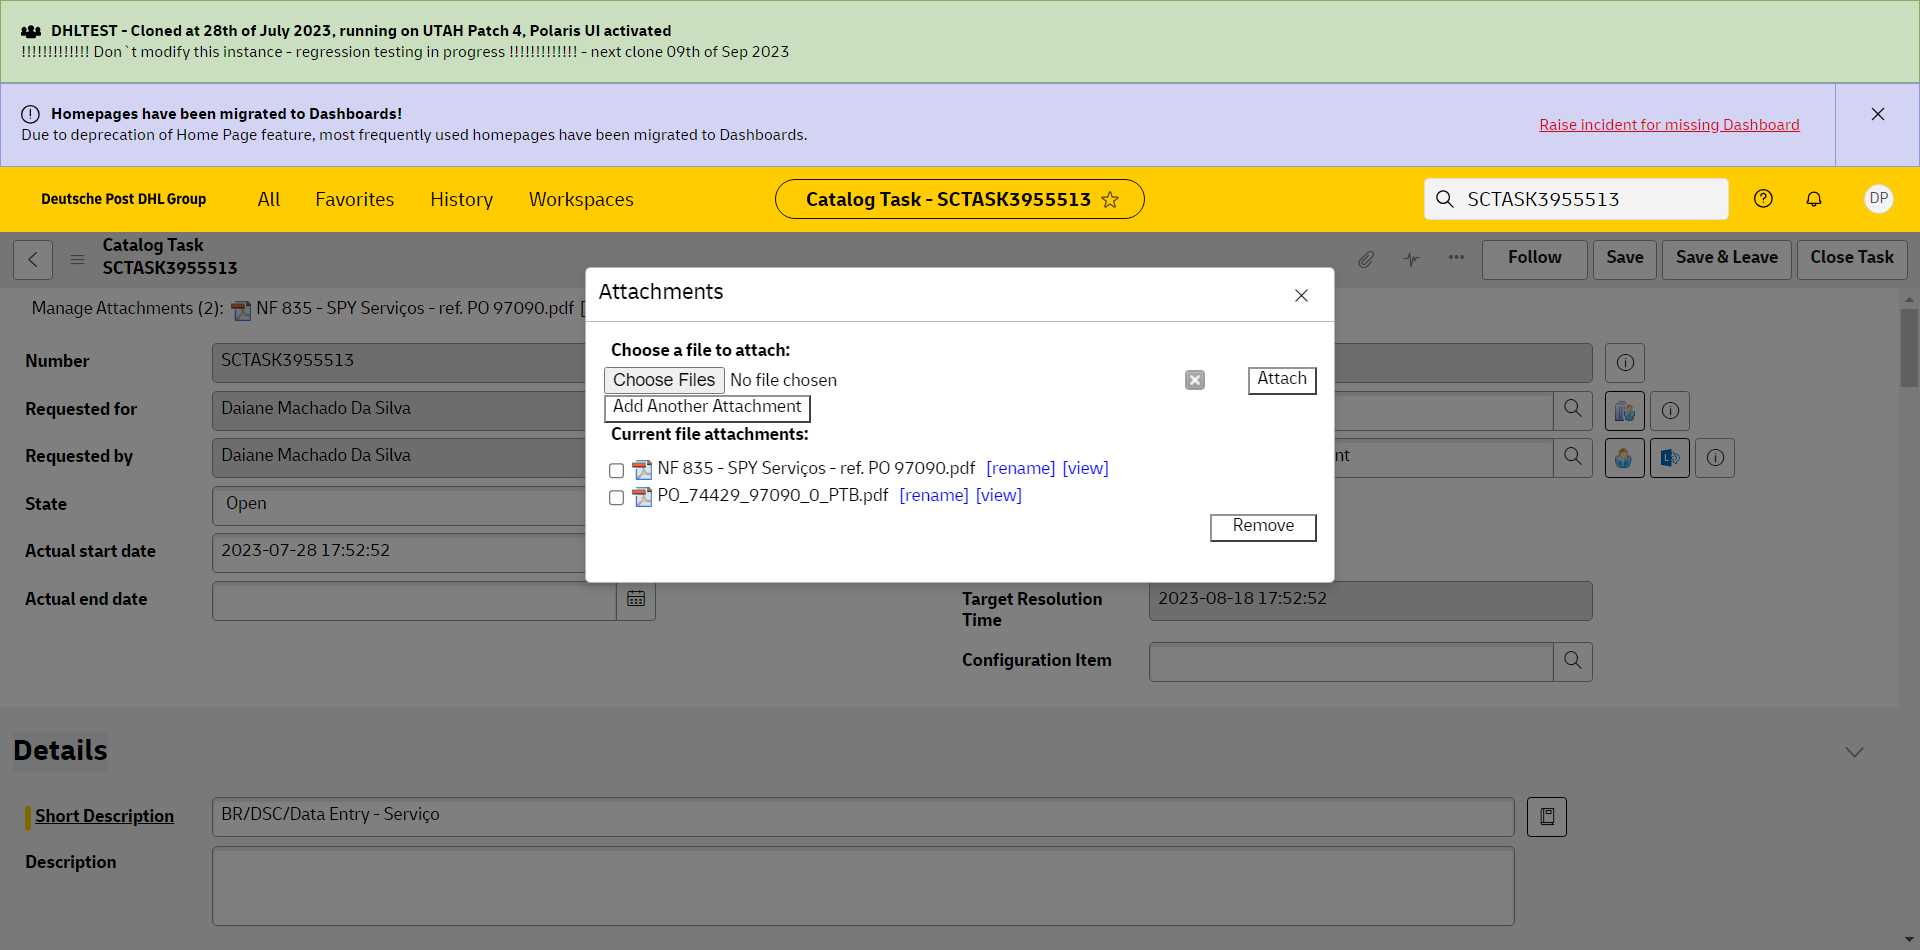 DHLTEST - Cloned at 28th of July 2023, running on UTAH Patch 4, Polaris UI activated
!!!!!!!!!!!!! Don`t modify this instance - regression testing in progress !!!!!!!!!!!!! - next clone 09th of Sep 2023
Homepages have been migrated to Dashboards!
Due to deprecation of Home Page feature, most frequently used homepages have been migrated to Dashboards.
Raise incident for missing Dashboard
Deutsche Post DHL Group
All
Favorites
History
Workspaces
Catalog Task - SCTASK3955513
SCTASK3955513
DP
Catalog Task
SCTASK3955513
Follow
Save
Save & Leave
Close Task
Manage Attachments (2): NF 835 - SPY Serviços - ref. PO 97090.pdf [
Number
SCTASK3955513
Requested for
Daiane Machado Da Silva
Requested by
Daiane Machado Da Silva
nt
State
Open
Actual start date
2023-07-28 17:52:52
Actual end date
Attachments
Choose a file to attach:
Choose Files No file chosen
Attach
Add Another Attachment
Current file attachments:
NF 835 - SPY Serviços - ref. PO 97090.pdf [rename] [view]
PO_74429_97090_0_PTB.pdf [rename] [view]
Remove
Target Resolution
Time
2023-08-18 17:52:52
Configuration Item
Details
Short Description
BR/DSC/Data Entry - Serviço
Description